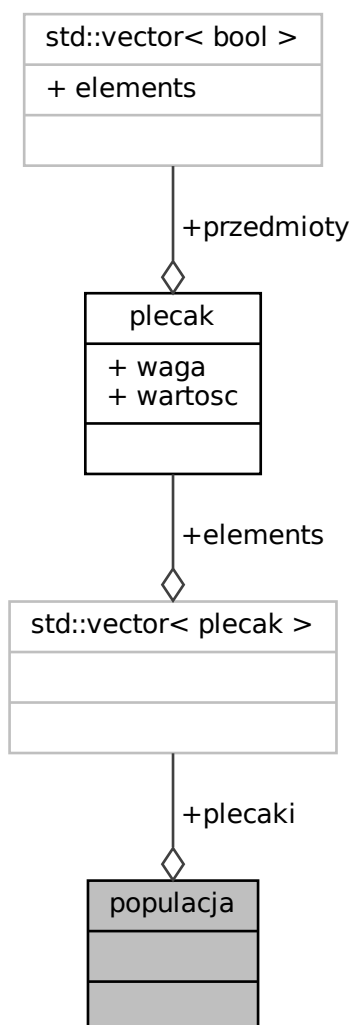 std::vector< bool >
+ elements
+przedmioty
plecak
+ waga
+ wartosc
+elements
std::vector< plecak >
+plecaki
populacja